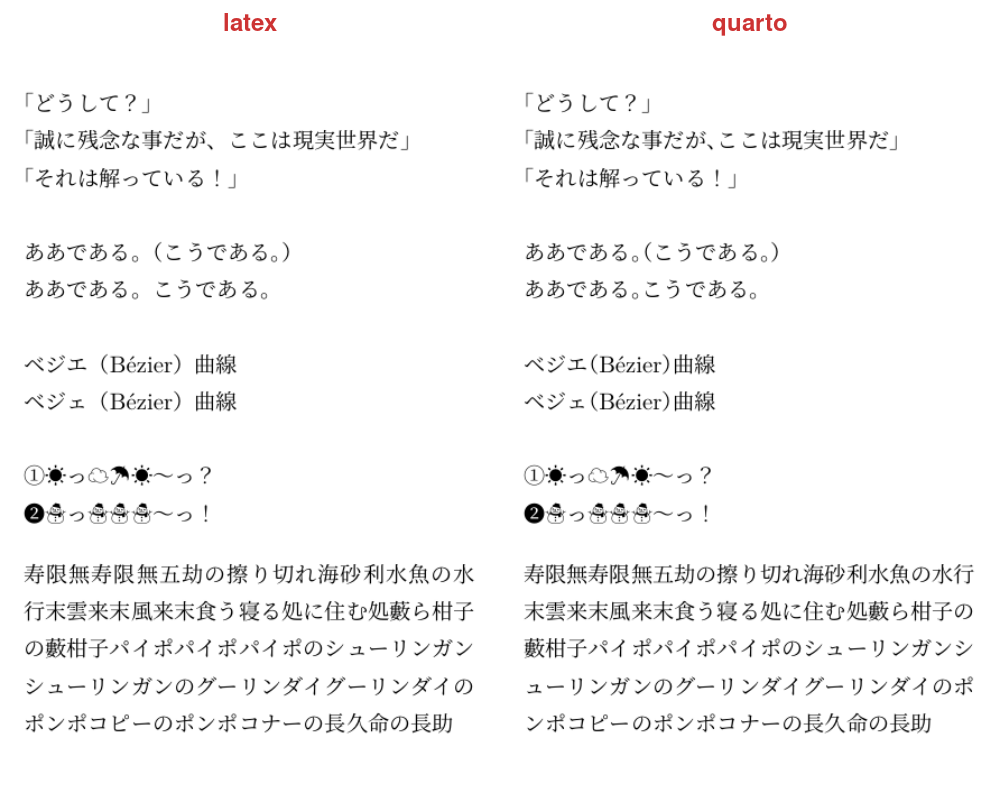 latex
「どうして？」
「誠に残念な事だが、ここは現実世界だ」
「それは解っている！」
ああである。（こうである。）
ああである。こうである。
ベジエ（Bézier）曲線
ベジェ（Bézier）曲線
①☀っ☁☂☀〜っ？
❷☃っ☃☃☃〜っ！
寿限無寿限無五劫の擦り切れ海砂利水魚の水
行末雲来末風来末食う寝る処に住む処藪ら柑子
の藪柑子パイポパイポパイポのシューリンガン
シューリンガンのグーリンダイグーリンダイの
ポンポコピーのポンポコナーの長久命の長助
quarto
「どうして？」
「誠に残念な事だが、ここは現実世界だ」
「それは解っている！」
ああである。（こうである。）
ああである。こうである。
ベジエ（Bézier）曲線
ベジェ（Bézier）曲線
①☀っ☁☂☀〜っ？
❷☃っ☃☃☃〜っ！
寿限無寿限無五劫の擦り切れ海砂利水魚の水行
末雲来末風来末食う寝る処に住む処藪ら柑子の
藪柑子パイポパイポパイポのシューリンガンシ
ューリンガンのグーリンダイグーリンダイのポ
ンポコピーのポンポコナーの長久命の長助